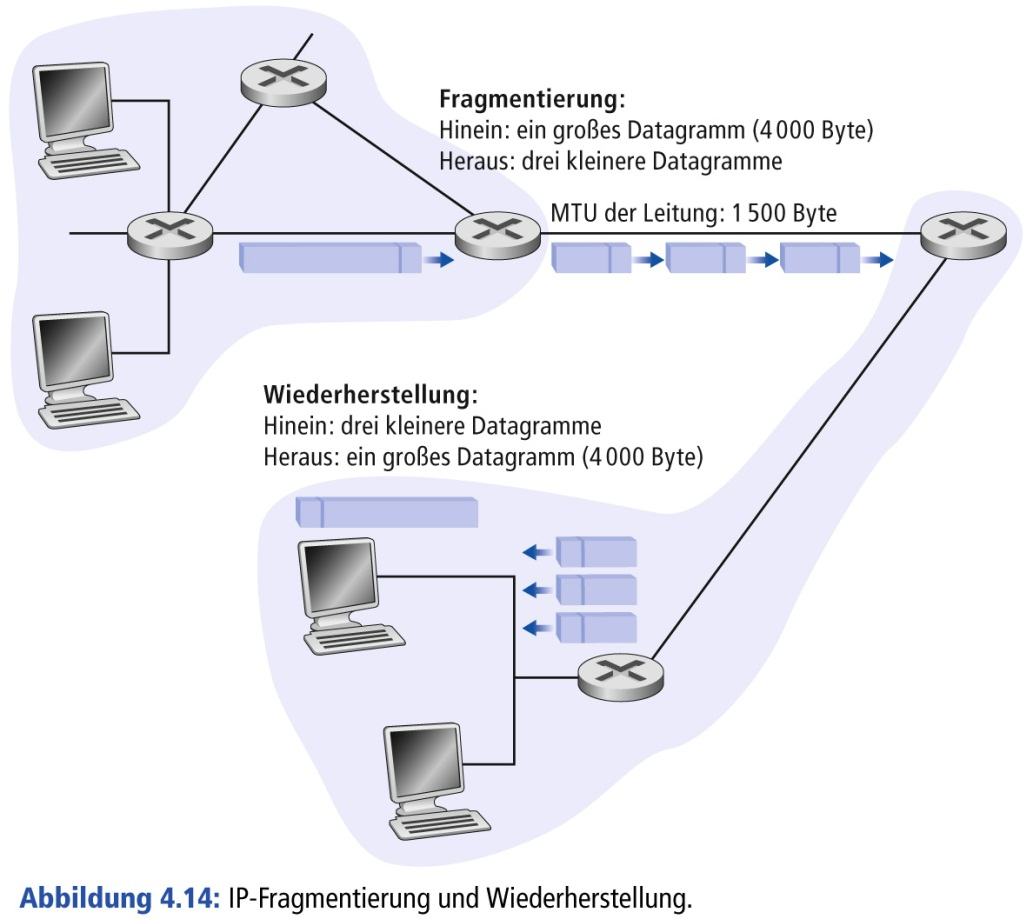 Fragmentierung:
Hinein: ein großes Datagramm (4 000 Byte)
Heraus: drei kleinere Datagramme
MTU der Leitung: 1 500 Byte
Wiederherstellung:
Hinein: drei kleinere Datagramme
Heraus: ein großes Datagramm (4 000 Byte)
Abbildung 4.14: IP-Fragmentierung und Wiederherstellung.